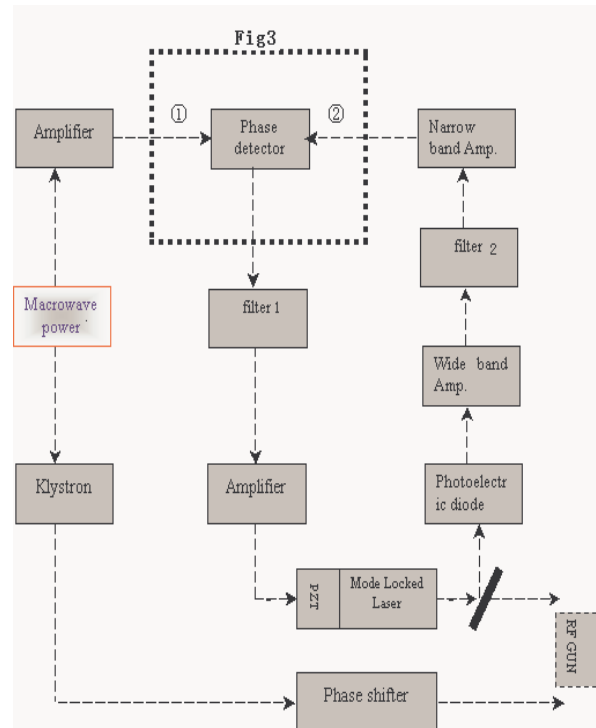 Fig3
①
②
Amplifier
Phase
detector
Narrow
band Amp.
filter 2
Macrowave
power
filter 1
Wide band
Amp.
Klystron
Amplifier
Photoelectr
ic diode
PZT
Mode Locked
Laser
RF GUN
Phase shifter